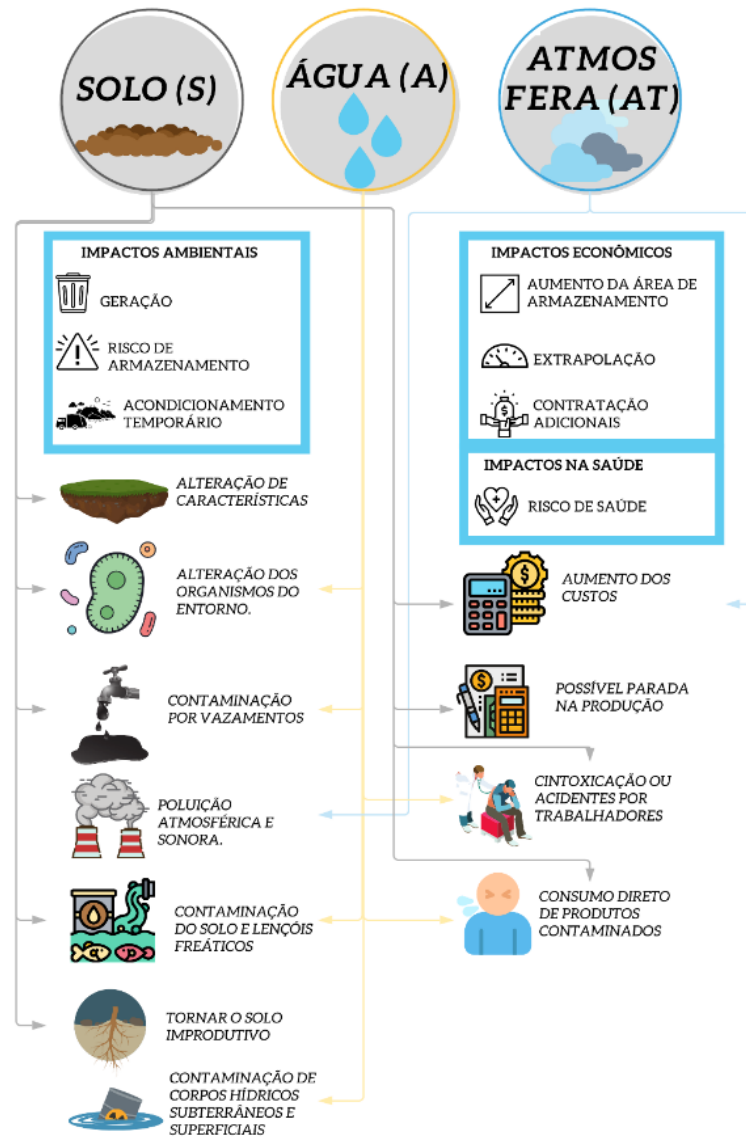 SOLO (S)
ÁGUA (A)
ATMOS
FERA (AT)
IMPACTOS AMBIENTAIS
GERAÇÃO
RISCO DE
ARMAZENAMENTO
ACONDICIONAMENTO
TEMPORÁRIO
IMPACTOS ECONÔMICOS
AUMENTO DA ÁREA DE
ARMAZENAMENTO
EXTRAPOLAÇÃO
CONTRATAÇÃO
ADICIONAIS
IMPACTOS NA SAÚDE
RISCO DE SAÚDE
ALTERAÇÃO DE
CARACTERÍSTICAS
ALTERAÇÃO DOS
ORGANISMOS DO
ENTORNO.
CONTAMINAÇÃO
POR VAZAMENTOS
POLUIÇÃO
ATMOSFÉRICA E
SONORA.
CONTAMINAÇÃO
DO SOLO E LENÇÓIS
FREÁTICOS
TORNAR O SOLO
IMPRODUTIVO
CONTAMINAÇÃO DE
CORPOS HÍDRICOS
SUBTERRÂNEOS E
SUPERFICIAIS
AUMENTO DOS
CUSTOS
POSSÍVEL PARADA
NA PRODUÇÃO
CINTOXICAÇÃO OU
ACIDENTES POR
TRABALHADORES
CONSUMO DIRETO
DE PRODUTOS
CONTAMINADOS